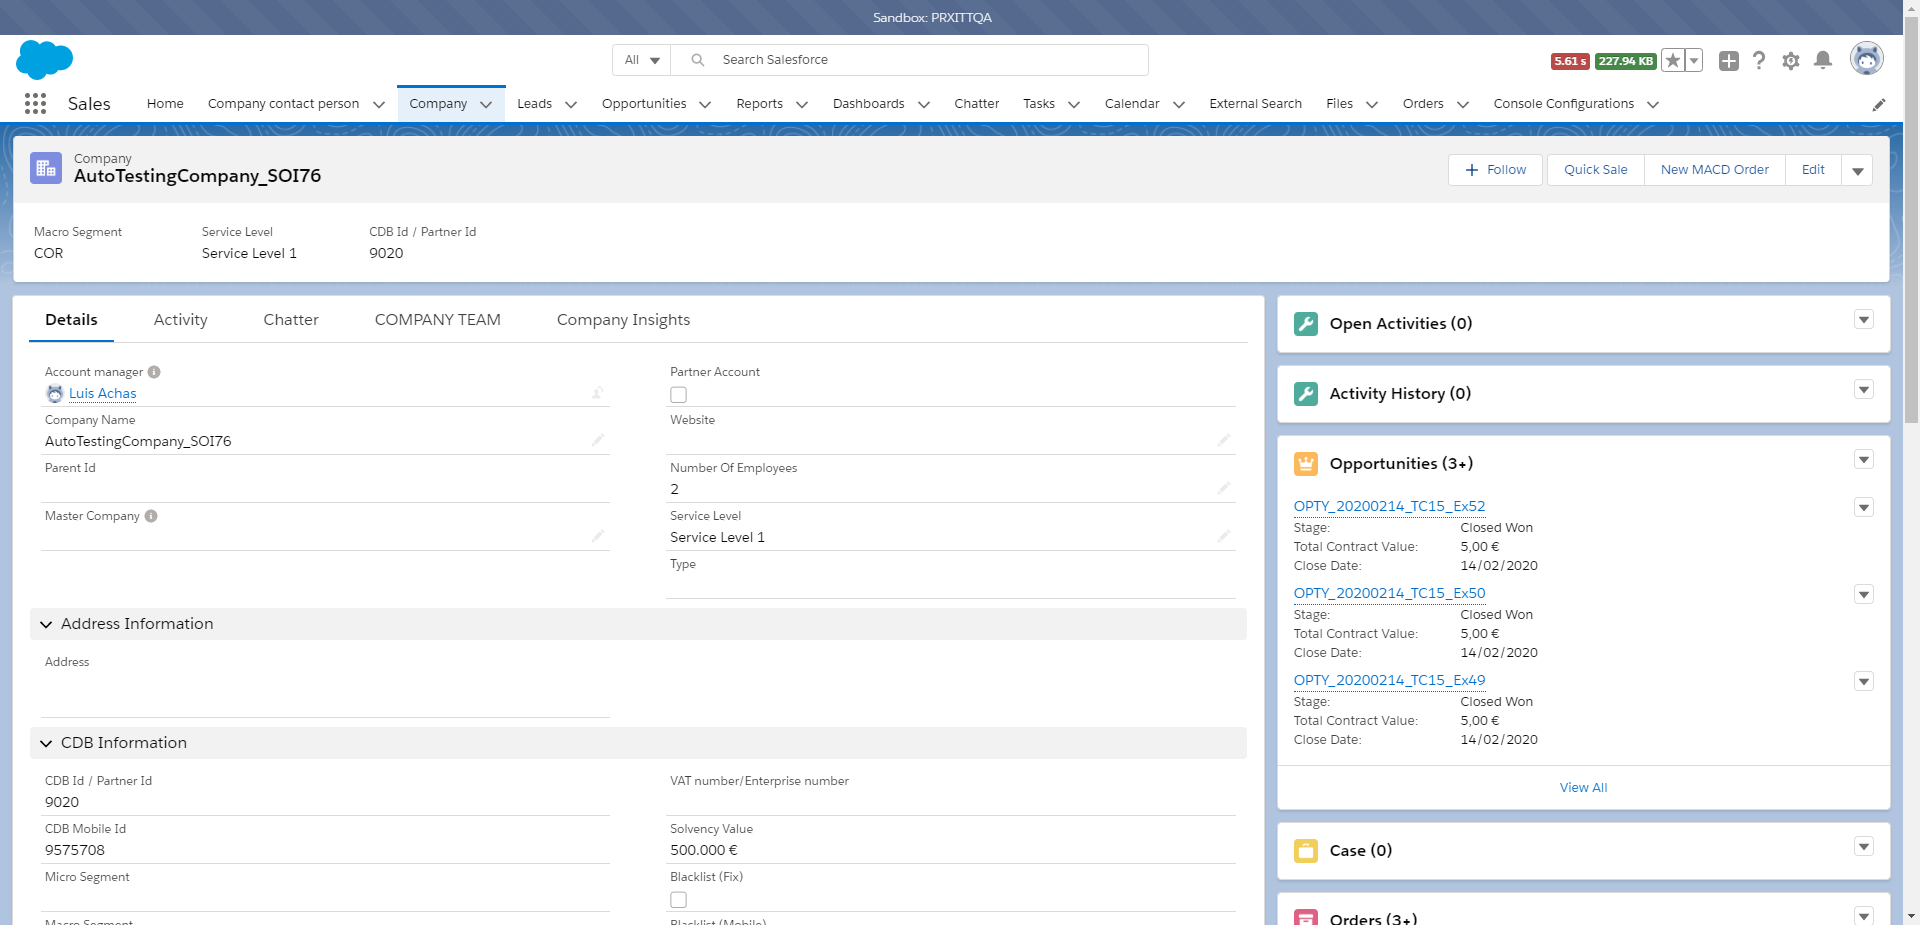 Sandbox: PRXITTQA
All
Search Salesforce
5.61 s
227.94 KB
Sales
Home
Company contact person
Company
Leads
Opportunities
Reports
Dashboards
Chatter
Tasks
Calendar
External Search
Files
Orders
Console Configurations
Company
AutoTestingCompany_SOI76
Follow
Quick Sale
New MACD Order
Edit
Macro Segment
COR
Service Level
Service Level 1
CDB Id / Partner Id
9020
Details
Activity
Chatter
COMPANY TEAM
Company Insights
Account manager
Luis Achas
Partner Account
Company Name
AutoTestingCompany_SOI76
Website
Parent Id
Number Of Employees
2
Master Company
Service Level
Service Level 1
Type
Address Information
Address
CDB Information
CDB Id / Partner Id
9020
VAT number/Enterprise number
CDB Mobile Id
9575708
Solvency Value
500.000 €
Micro Segment
Blacklist (Fix)
Macro Segment
Blacklist (Mobile)
Open Activities (0)
Activity History (0)
Opportunities (3+)
OPTY_20200214_TC15_Ex52
Stage: Closed Won
Total Contract Value: 5,00 €
Close Date: 14/02/2020
OPTY_20200214_TC15_Ex50
Stage: Closed Won
Total Contract Value: 5,00 €
Close Date: 14/02/2020
OPTY_20200214_TC15_Ex49
Stage: Closed Won
Total Contract Value: 5,00 €
Close Date: 14/02/2020
View All
Case (0)
Orders (3+)